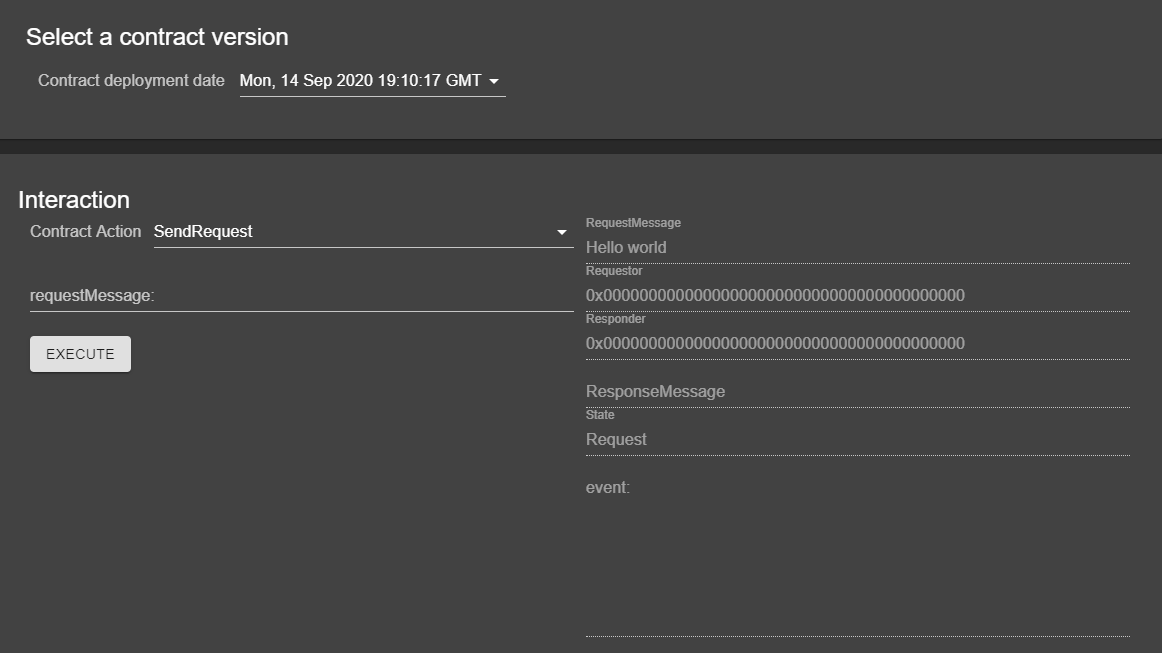 Select a contract version
Contract deployment date Mon, 14 Sep 2020 19:10:17 GMT
Interaction
Contract Action SendRequest
requestMessage:
EXECUTE
RequestMessage
Hello world
Requestor
0x0000000000000000000000000000000000000000
Responder
0x0000000000000000000000000000000000000000
ResponseMessage
State
Request
event: